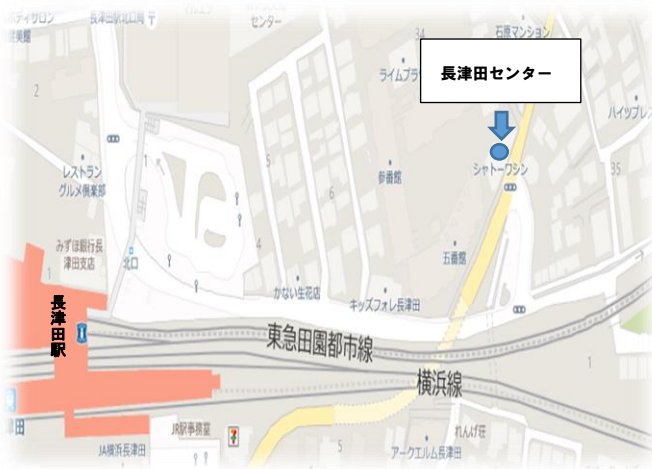 長津田駅北口局
センター
34
石原マンション
長津田センター
ライムプラ
ハイツプレ
2
1
レストラン
グルメ倶楽部
5
6
参番館
シャトーワシン
35
みずほ銀行長
津田支店
北口
4
五番館
かない生花店
キッズフォレ長津田
1
長津田駅
東急田園都市線
横浜線
1
津田
JR駅事務室
JA横浜長津田
5
れんげ荘
アークエルム長津田